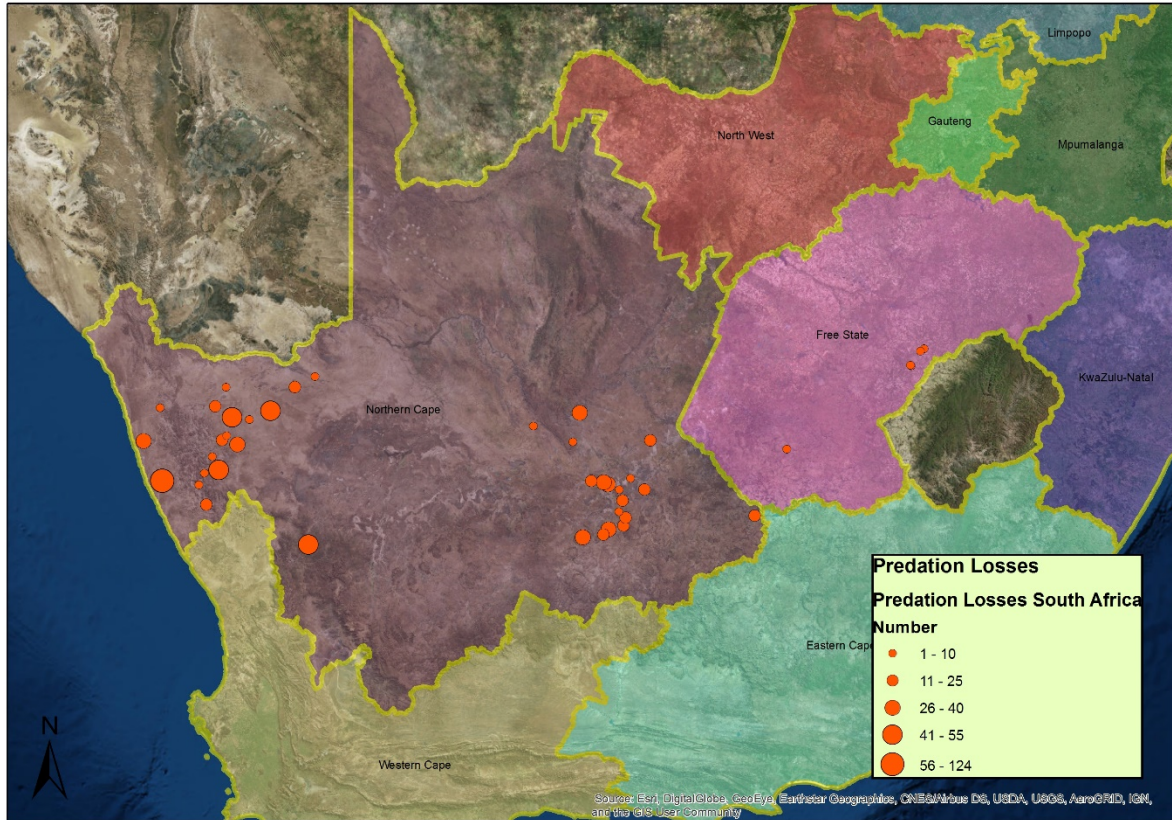 Limpopo
North West
Gauteng
Mpumalanga
Free State
KwaZulu-Natal
Northern Cape
Eastern Cape
Western Cape
N
Predation Losses
Predation Losses South Africa
Number
1 - 10
11 - 25
26 - 40
41 - 55
56 - 124
Source: Esri, DigitalGlobe, GeoEye, Earthstar Geographics, CNES/Airbus DS, USDA, USGS, AeroGRID, IGN,
and the GIS User Community